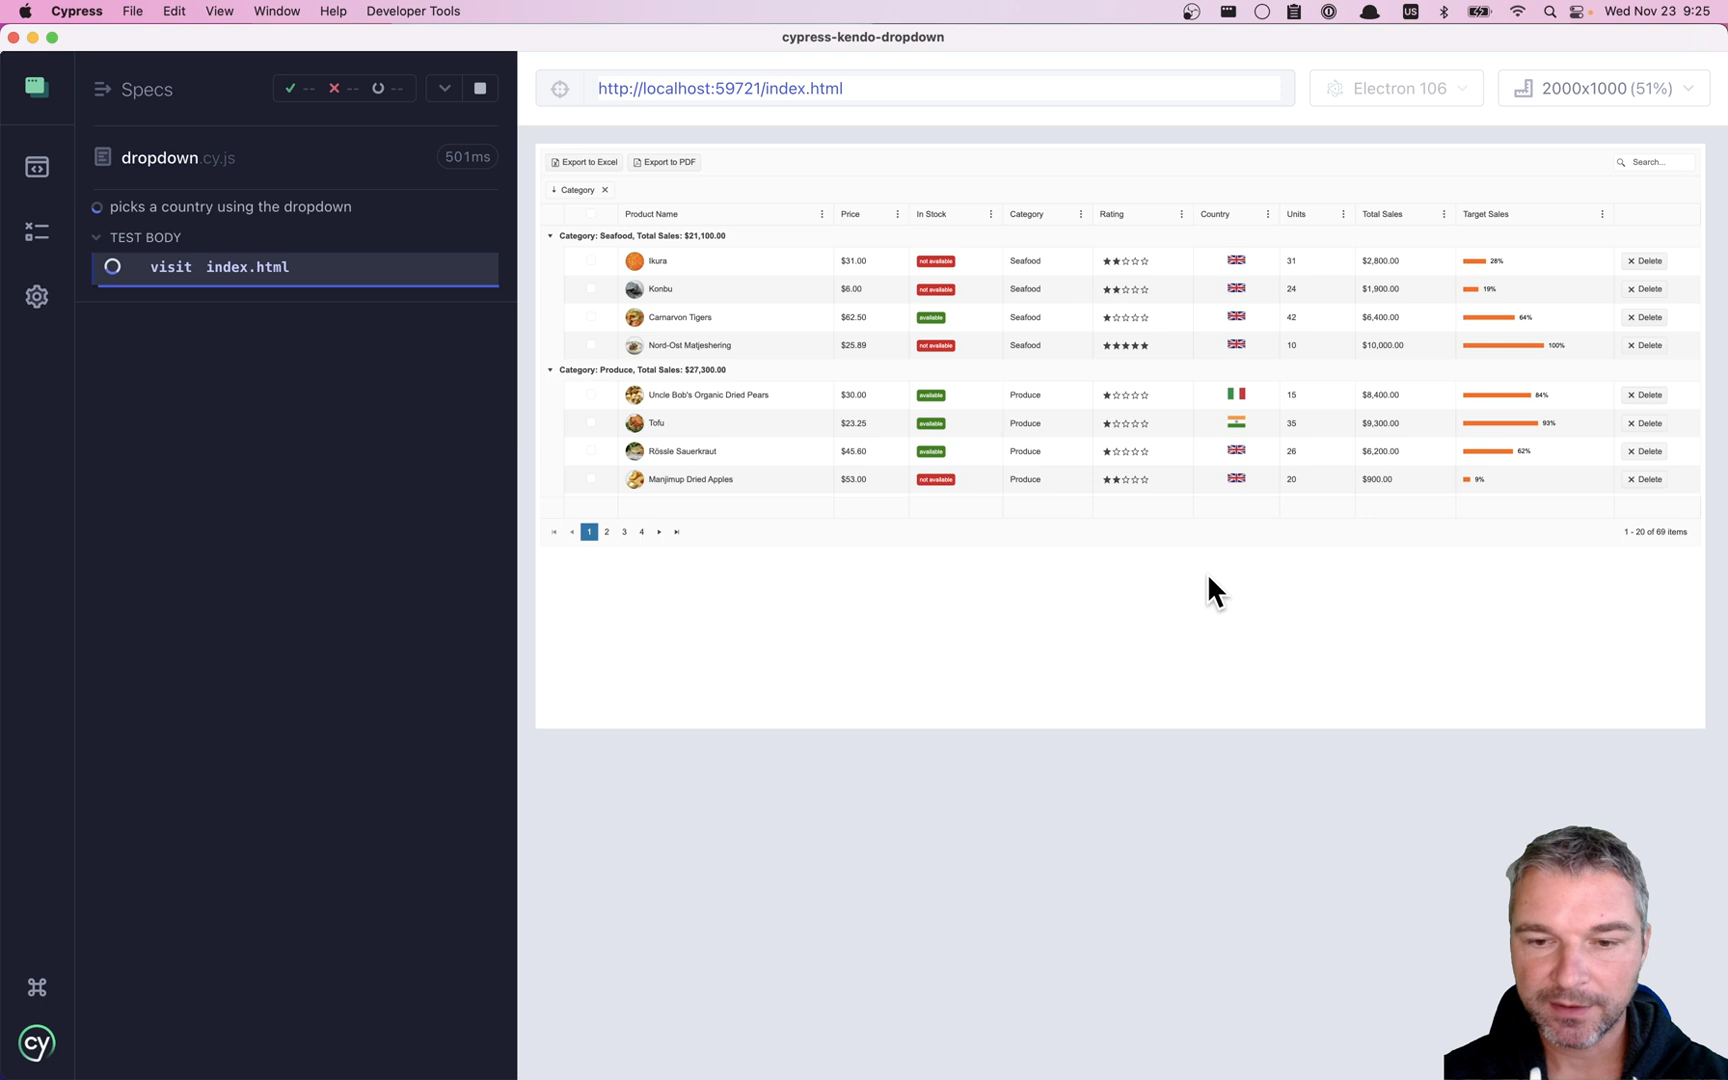 Cypress File Edit View Window Help Developer Tools US Wed Nov 23 9:25
cypress-kendo-dropdown
Specs -- -- --
http://localhost:59721/index.html Electron 106 2000x1000 (51%)
dropdown.cy.js 501ms
picks a country using the dropdown
TEST BODY
visit index.html
cy
Export to Excel Export to PDF Search...
Category
Product Name Price In Stock Category Rating Country Units Total Sales Target Sales
Category: Seafood, Total Sales: $21,100.00
Ikura $31.00 not available Seafood 31 $2,800.00 28% Delete
Konbu $6.00 not available Seafood 24 $1,900.00 19% Delete
Carnarvon Tigers $62.50 available Seafood 42 $6,400.00 64% Delete
Nord-Ost Matjeshering $25.89 not available Seafood 10 $10,000.00 100% Delete
Category: Produce, Total Sales: $27,300.00
Uncle Bob's Organic Dried Pears $30.00 available Produce 15 $8,400.00 84% Delete
Tofu $23.25 available Produce 35 $9,300.00 93% Delete
Rössle Sauerkraut $45.60 available Produce 26 $6,200.00 62% Delete
Manjimup Dried Apples $53.00 not available Produce 20 $900.00 9% Delete
1 2 3 4 1 - 20 of 69 items